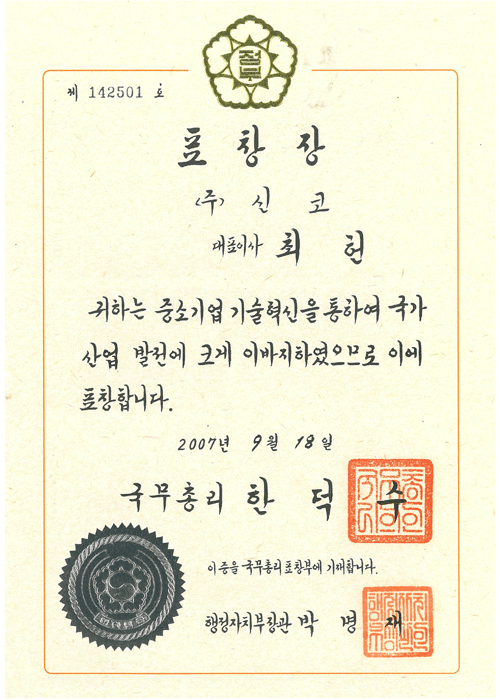 제 142501 호
표 창 장
(주) 신 코
대표이사 최 헌
귀하는 중소기업 기술혁신을 통하여 국가
산업 발전에 크게 이바지하였으므로 이에
표창합니다.
2007년 9월 18일
국무총리 한 덕 수
이 증을 국무총리 표창부에 기재합니다.
행정자치부장관 박 명 재